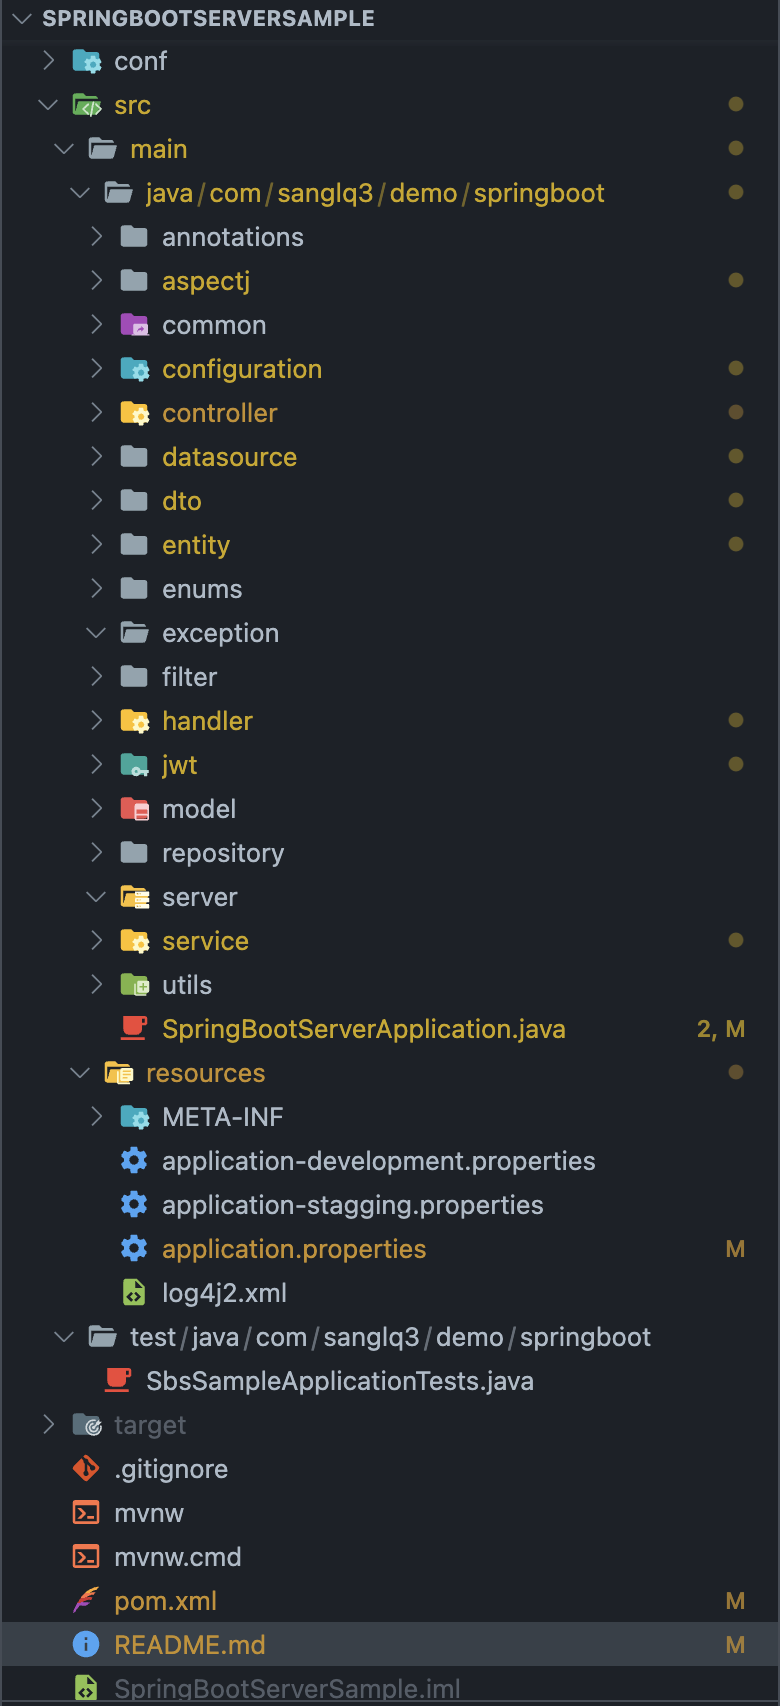 SPRINGBOOTSERVERSAMPLE
conf
src
main
java/com/sanglq3/demo/springboot
annotations
aspectj
common
configuration
controller
datasource
dto
entity
enums
exception
filter
handler
jwt
model
repository
server
service
utils
SpringBootServerApplication.java 2, M
resources
META-INF
application-development.properties
application-stagging.properties
application.properties M
log4j2.xml
test/java/com/sanglq3/demo/springboot
SbsSampleApplicationTests.java
target
.gitignore
mvnw
mvnw.cmd
pom.xml M
README.md M
SpringBootServerSample.iml